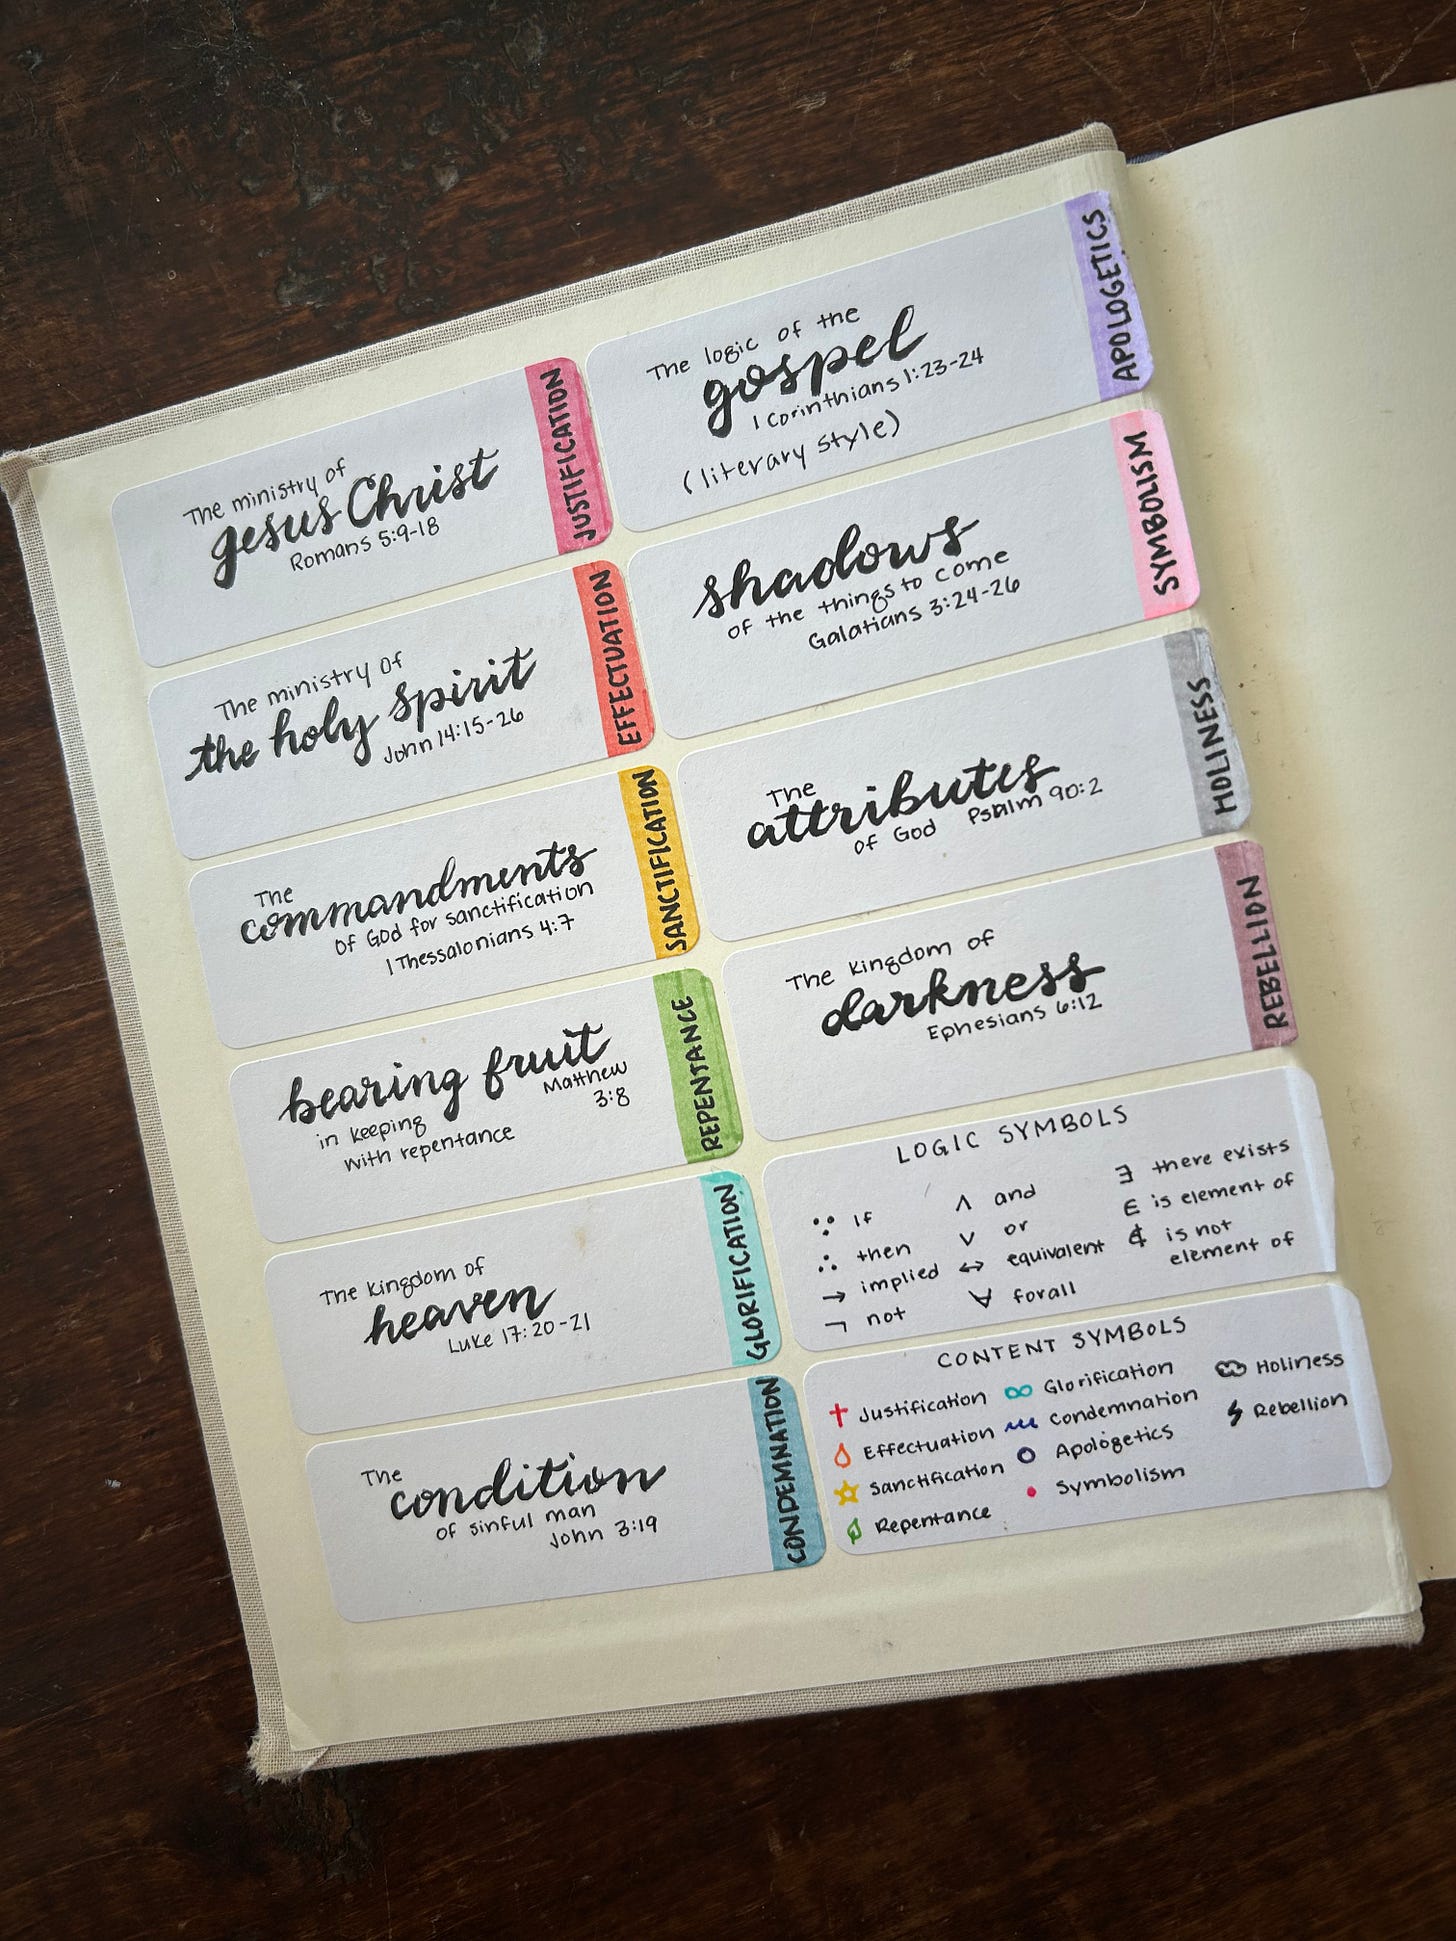 The ministry of
Jesus Christ
Romans 5:9-18
JUSTIFICATION
The ministry of
the holy spirit
John 14:15-26
EFFECTUATION
The
commandments
of God for sanctification
1 Thessalonians 4:7
SANCTIFICATION
bearing fruit
in keeping
with repentance
Matthew
3:8
REPENTANCE
The kingdom of
heaven
Luke 17:20-21
GLORIFICATION
The
condition
of sinful man
John 3:19
CONDEMNATION
The logic of the
gospel
1 Corinthians 1:23-24
(literary style)
APOLOGETICS
shadows
of the things to come
Galatians 3:24-26
SYMBOLISM
The
attributes
of God Psalm 90:2
HOLINESS
The kingdom of
darkness
Ephesians 6:12
REBELLION
LOGIC SYMBOLS
∵ If
∴ then
→ implied
¬ not
∧ and
∨ or
↔ equivalent
∀ forall
∃ there exists
∈ is element of
∉ is not
element of
CONTENT SYMBOLS
Justification
Effectuation
Sanctification
Repentance
Glorification
Condemnation
Apologetics
Symbolism
Holiness
Rebellion